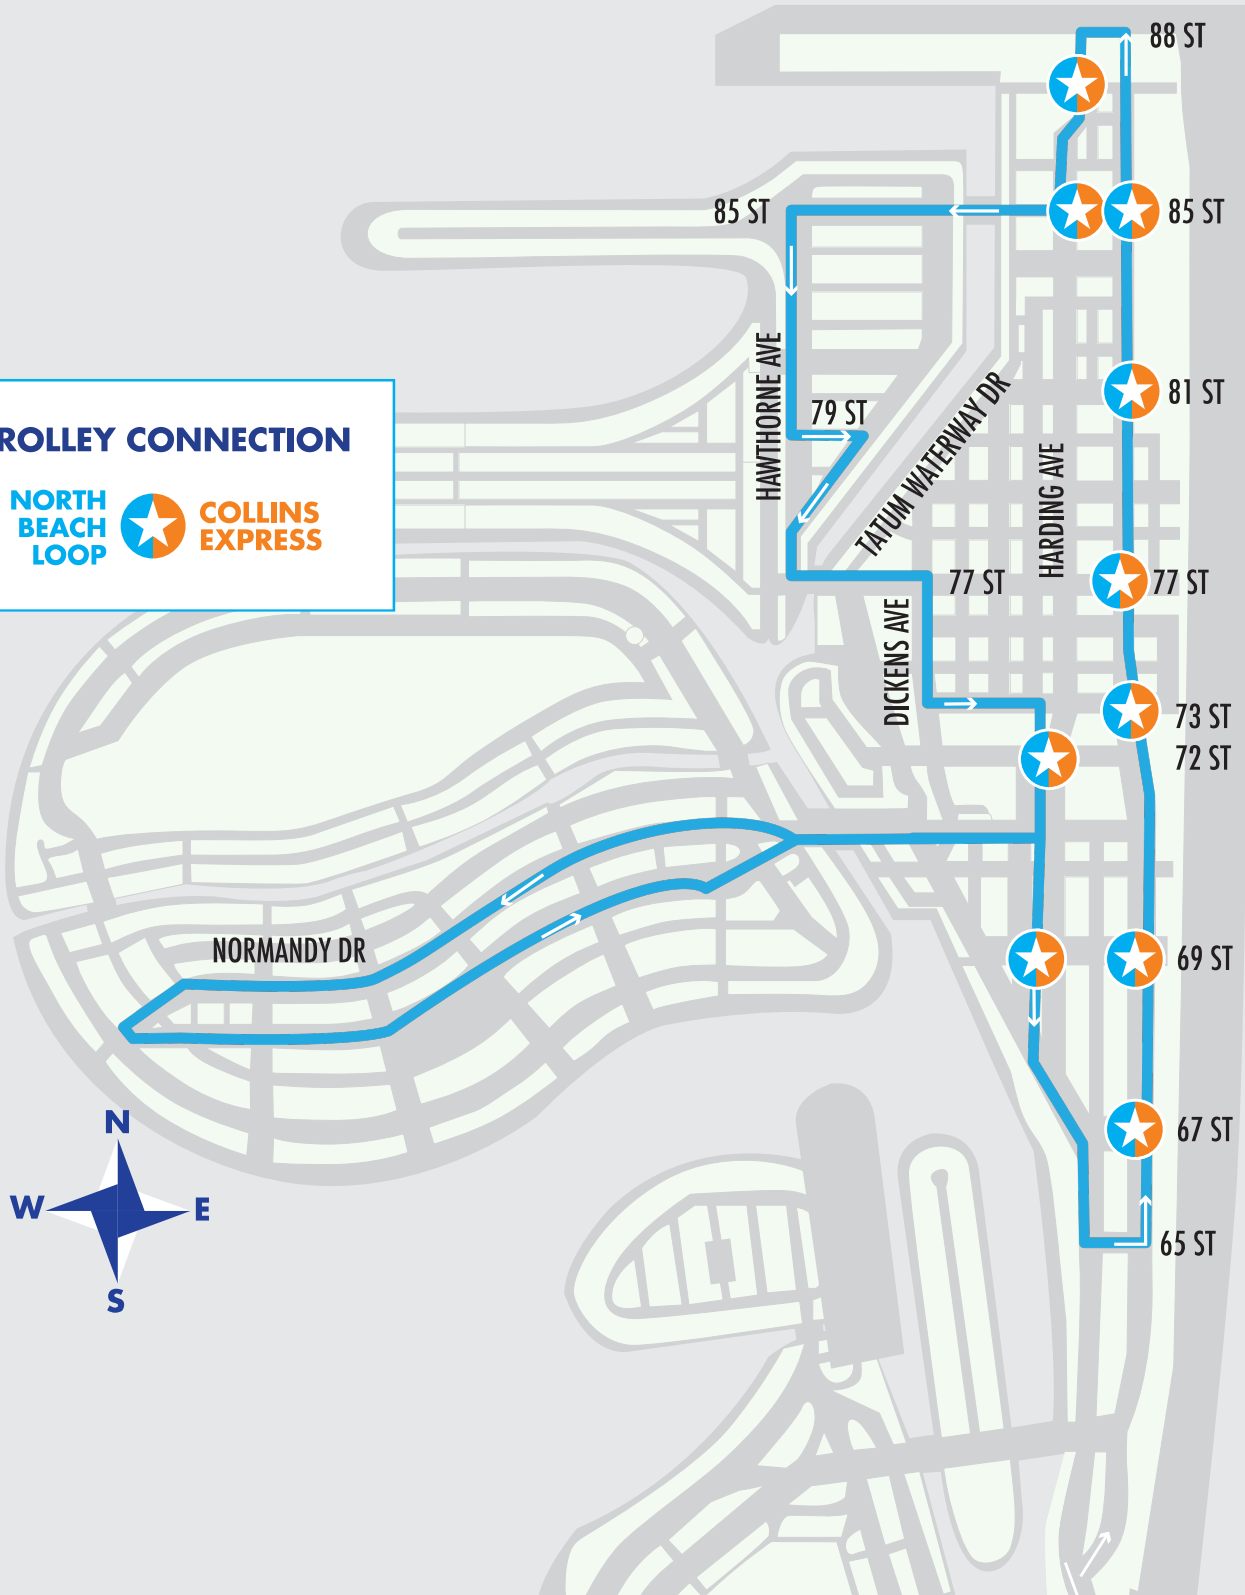 88 ST
85 ST
85 ST
HAWTHORNE AVE
81 ST
79 ST
TATUM WATERWAY DR
HARDING AVE
ROLLEY CONNECTION
NORTH
BEACH
LOOP
COLLINS
EXPRESS
77 ST
77 ST
DICKENS AVE
73 ST
72 ST
NORMANDY DR
69 ST
67 ST
65 ST
N
W
E
S